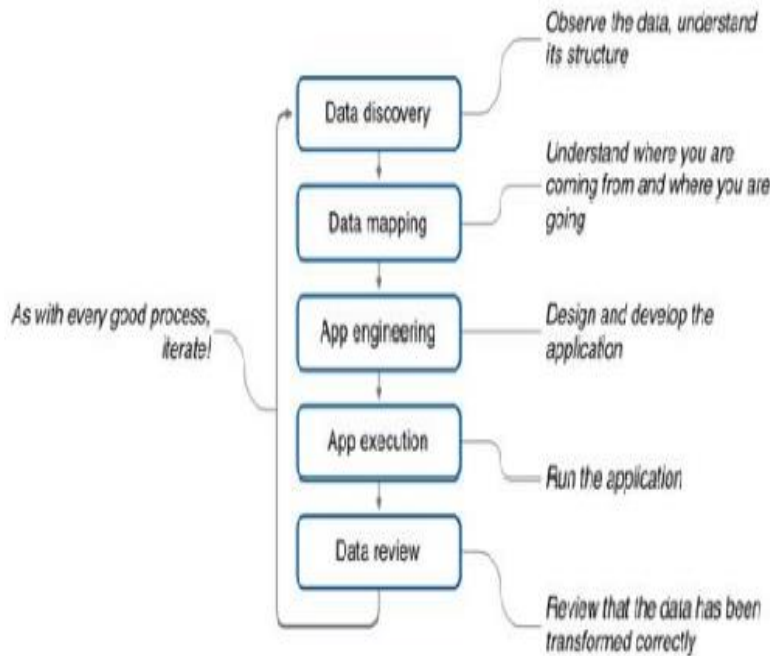 Observe the data, understand
its structure
Data discovery
Understand where you are
coming from and where you are
going
Data mapping
As with every good process,
iterate!
App engineering
Design and develop the
application
App execution
Run the application
Data review
Review that the data has been
transformed correctly